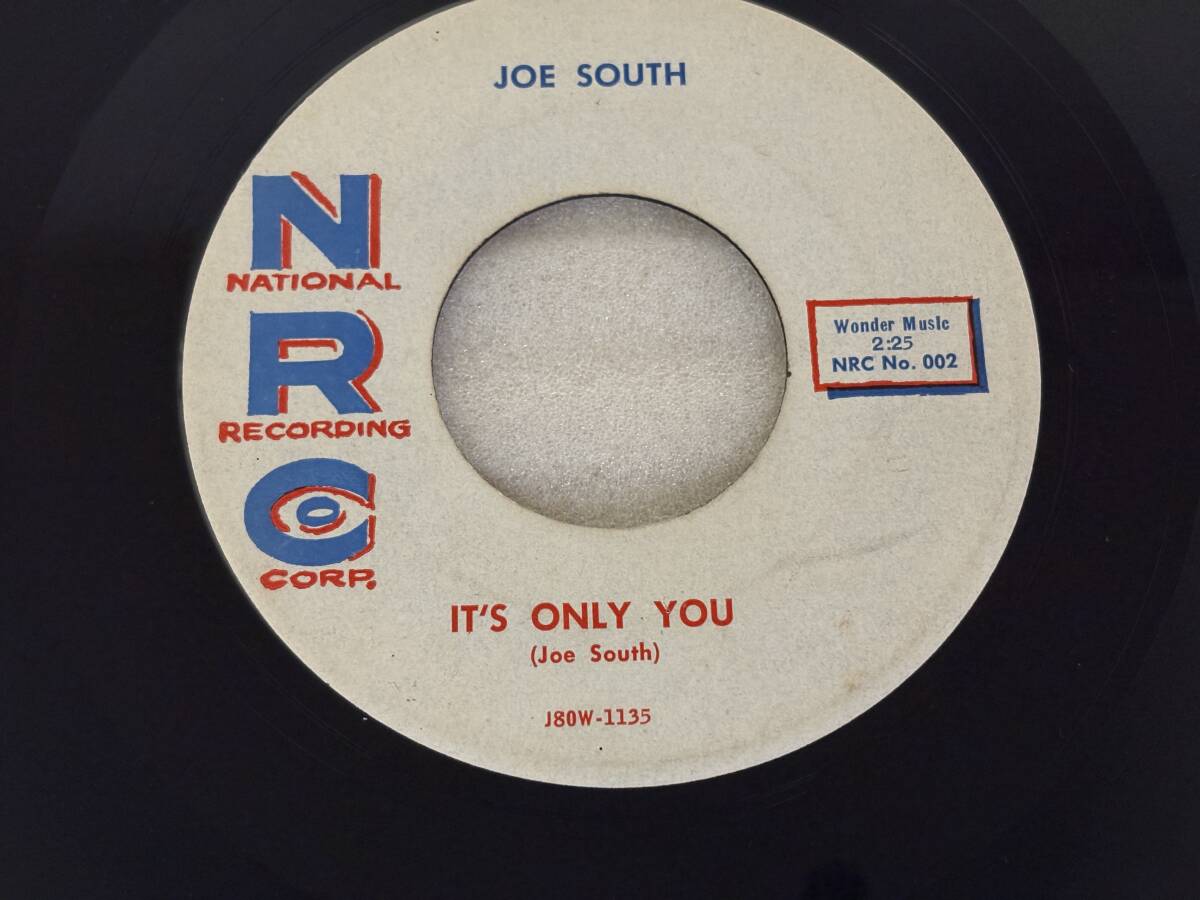 JOE SOUTH
N
NATIONAL
R
RECORDING
C
CORP.
Wonder Music
2:25
NRC No. 002
IT'S ONLY YOU
(Joe South)
J80W-1135